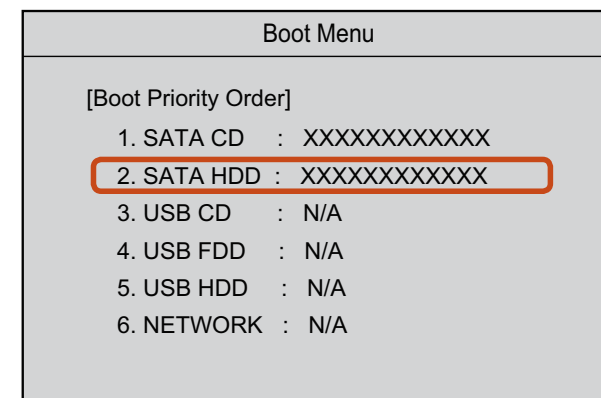 Boot Menu
[Boot Priority Order]
1. SATA CD : XXXXXXXXXXXX
2. SATA HDD : XXXXXXXXXXXX
3. USB CD : N/A
4. USB FDD : N/A
5. USB HDD : N/A
6. NETWORK : N/A